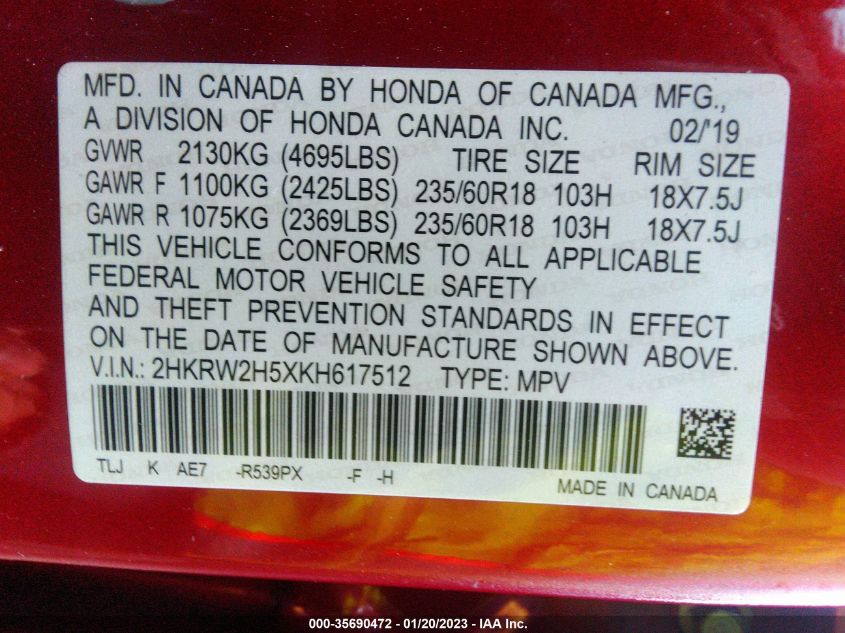 MFD. IN CANADA BY HONDA OF CANADA MFG.,
A DIVISION OF HONDA CANADA INC. 02/'19
GVWR 2130KG (4695LBS) TIRE SIZE RIM SIZE
GAWR F 1100KG (2425LBS) 235/60R18 103H 18X7.5J
GAWR R 1075KG (2369LBS) 235/60R18 103H 18X7.5J
THIS VEHICLE CONFORMS TO ALL APPLICABLE
FEDERAL MOTOR VEHICLE SAFETY
AND THEFT PREVENTION STANDARDS IN EFFECT
ON THE DATE OF MANUFACTURE SHOWN ABOVE.
V.I.N.: 2HKRW2H5XKH617512 TYPE: MPV
TLJ K AE7 -R539PX -F -H
MADE IN CANADA
000-35690472 - 01/20/2023 - IAA Inc.